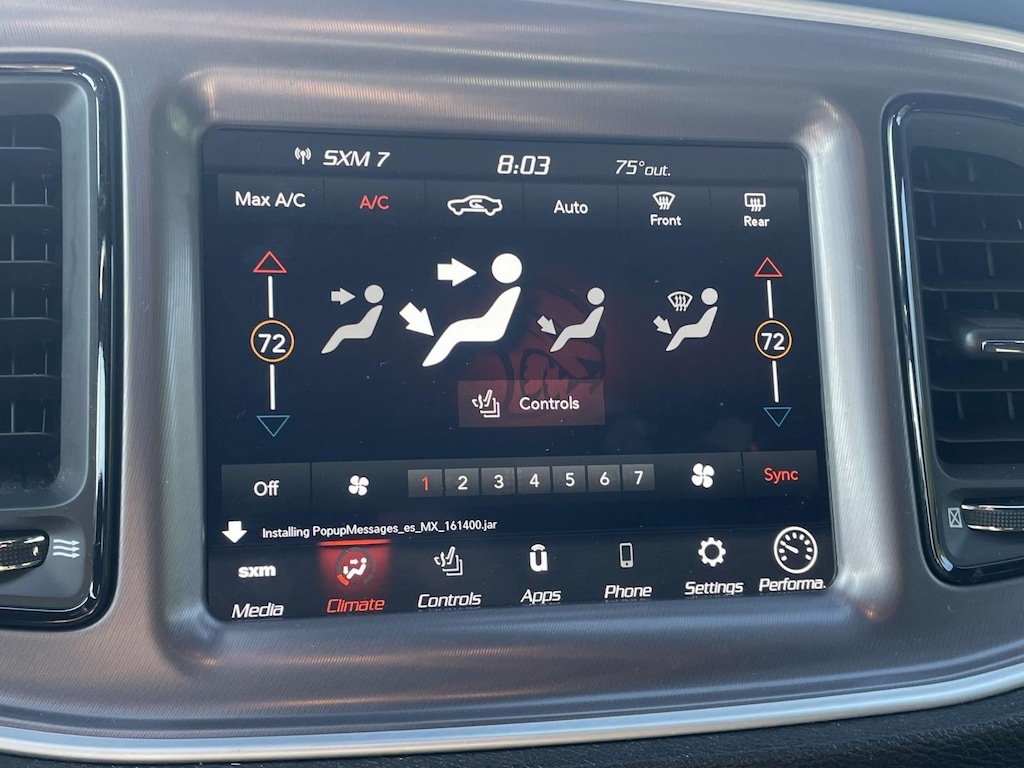 SXM 7 8:03 75°out.
Max A/C A/C Auto Front Rear
72 72
Controls
Off 1 2 3 4 5 6 7 Sync
Installing PopupMessages_es_MX_161400.jar
sxm
Media Climate Controls Apps Phone Settings Performa.